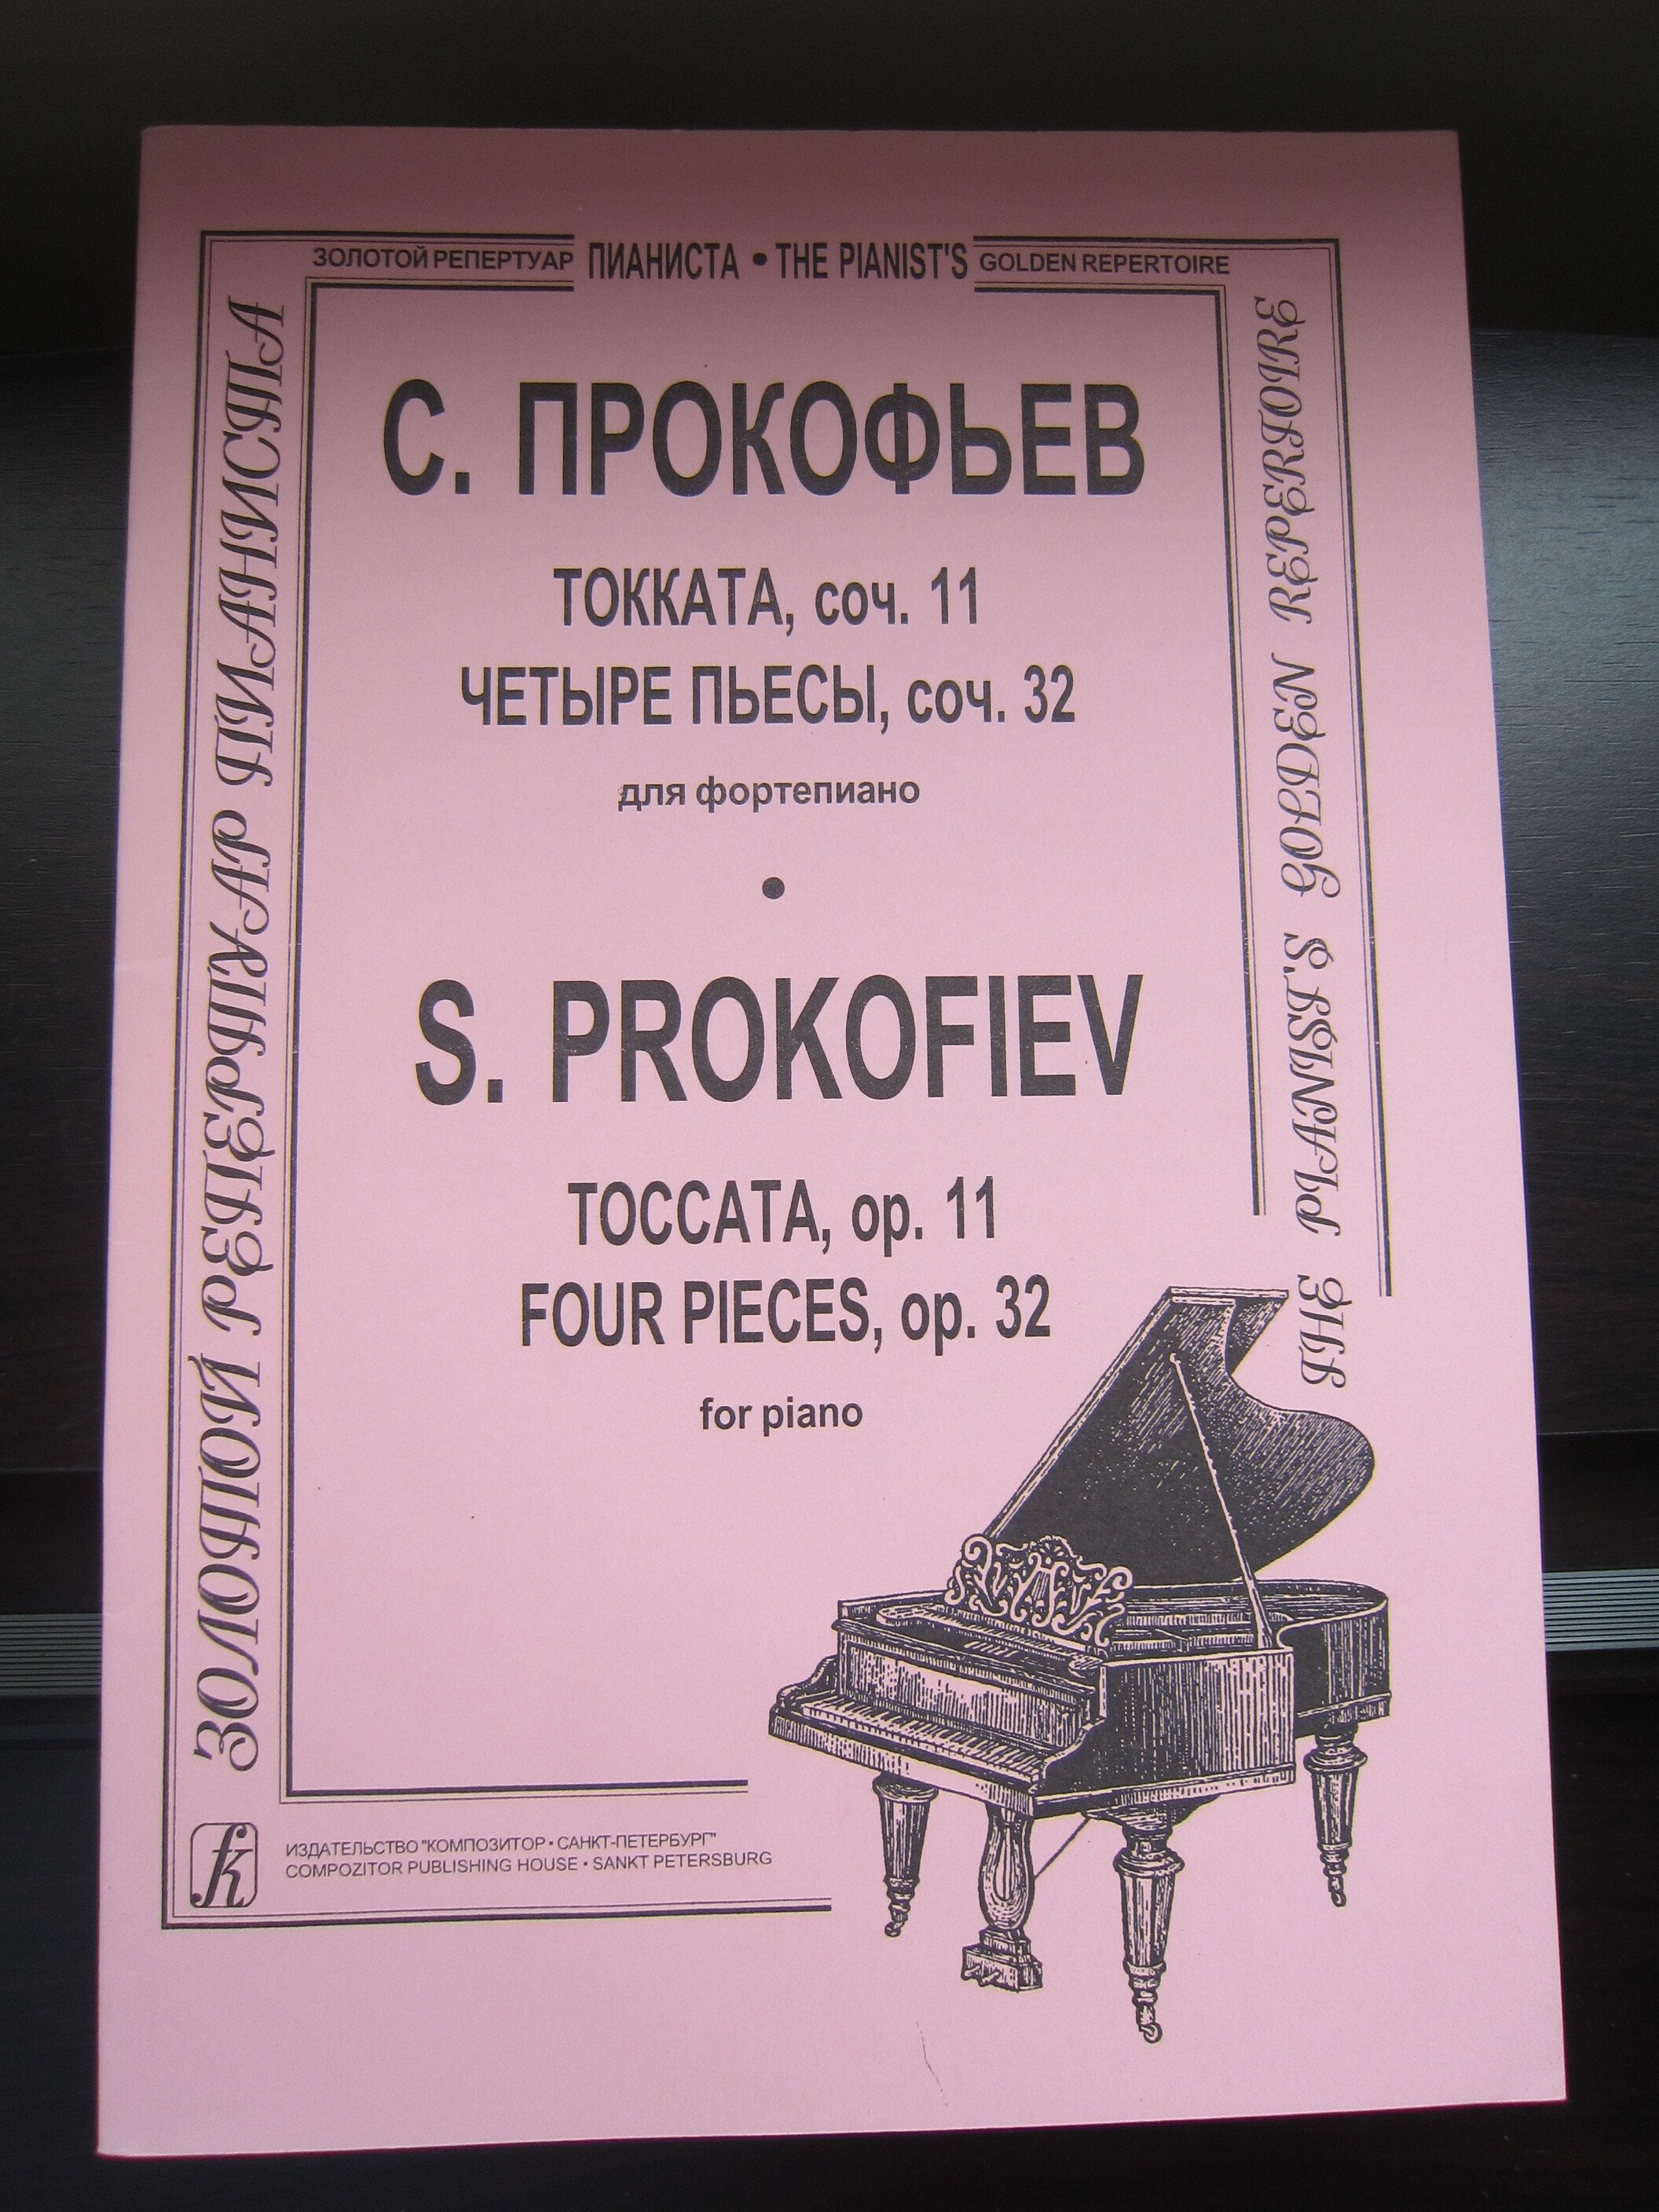 ЗОЛОТОЙ РЕПЕРТУАР ПИАНИСТА • THE PIANIST'S GOLDEN REPERTOIRE
ЗОЛОТОЙ РЕПЕРТУАР ПИАНИСТА
THE PIANIST'S GOLDEN REPERTOIRE
С. ПРОКОФЬЕВ
ТОККАТА, соч. 11
ЧЕТЫРЕ ПЬЕСЫ, соч. 32
для фортепиано
•
S. PROKOFIEV
TOCCATA, op. 11
FOUR PIECES, op. 32
for piano
ИЗДАТЕЛЬСТВО "КОМПОЗИТОР • САНКТ-ПЕТЕРБУРГ"
COMPOZITOR PUBLISHING HOUSE • SANKT PETERSBURG